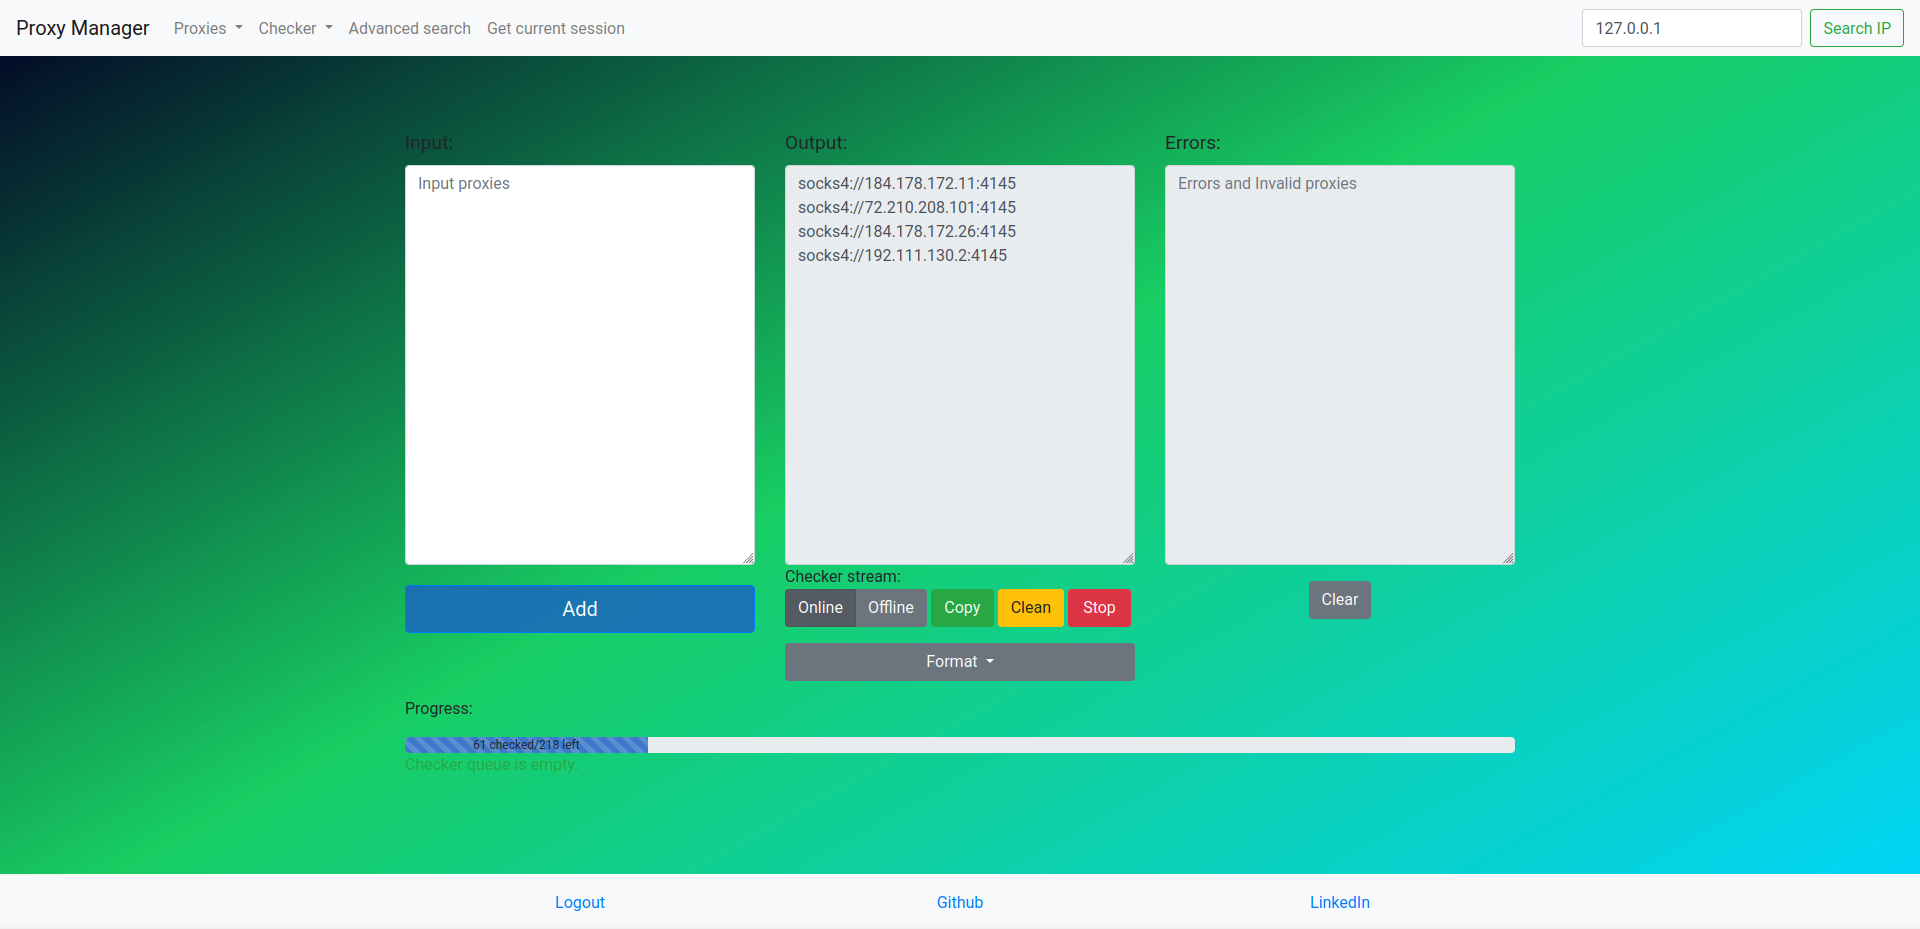 Proxy Manager Proxies Checker Advanced search Get current session 127.0.0.1 Search IP
Input: Output: Errors:
Input proxies
socks4://184.178.172.11:4145
socks4://72.210.208.101:4145
socks4://184.178.172.26:4145
socks4://192.111.130.2:4145
Errors and Invalid proxies
Checker stream:
Add
Online Offline Copy Clean Stop
Clear
Format
Progress:
61 checked/218 left
Checker queue is empty.
Logout Github LinkedIn